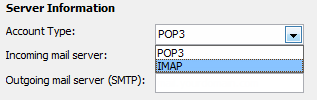 Server Information
Account Type: POP3
POP3
Incoming mail server:
IMAP
Outgoing mail server (SMTP):